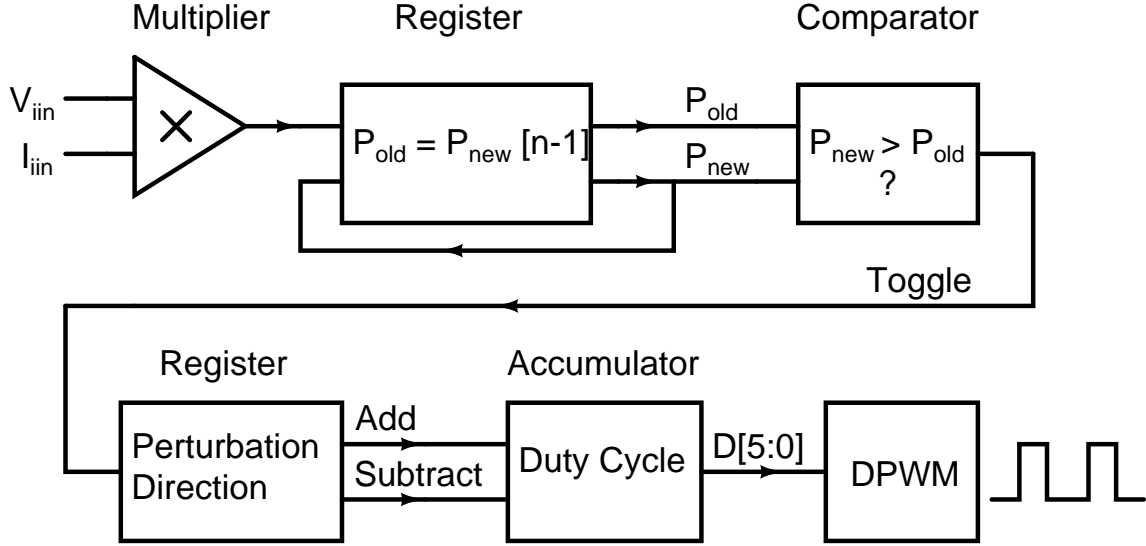 Multiplier
Register
Comparator
V_iin
I_iin
×
P_old = P_new [n-1]
P_old
P_new
P_new > P_old
?
Toggle
Register
Accumulator
Perturbation
Direction
Add
Subtract
Duty Cycle
D[5:0]
DPWM